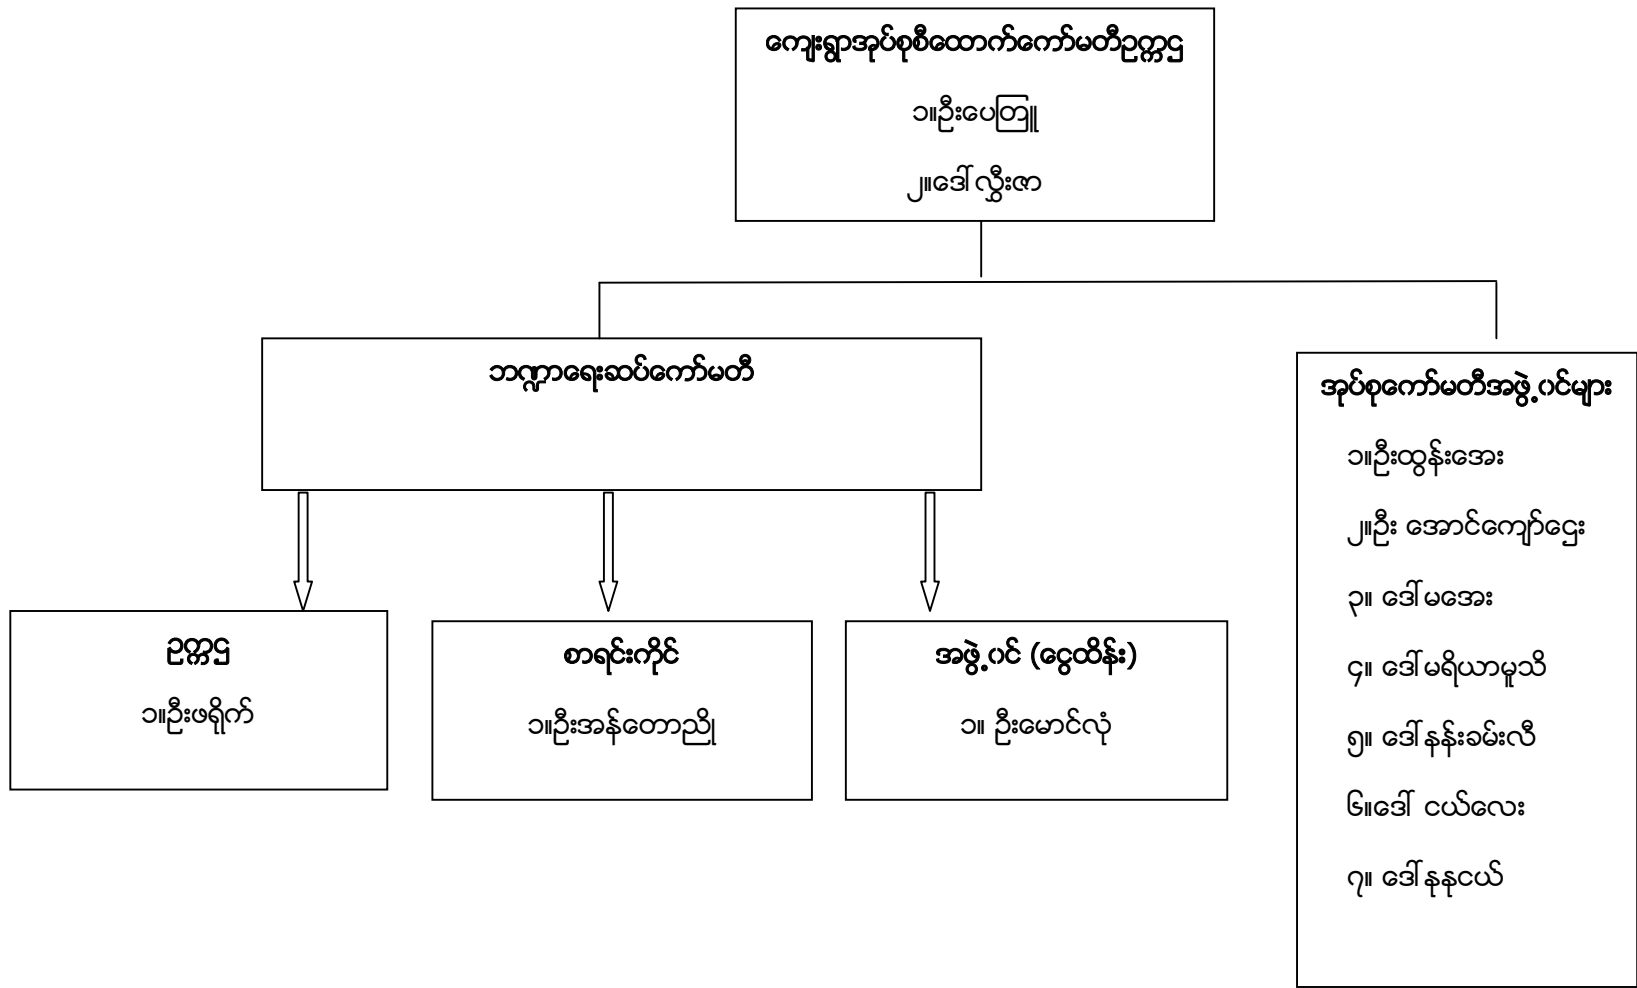 ကျေးရွာအုပ်စုစီထောက်ကော်မတီဥက္ကဌ
၁။ဦးပေတြူ
၂။ဒေါ်လွှီးဇာ
ဘဏ္ဍာရေးဆပ်ကော်မတီ
ဥက္ကဌ
၁။ဦးဖရိုက်
စာရင်းကိုင်
၁။ဦးအန်တောညို
အဖွဲ့ဝင် (ငွေထိန်း)
၁။ ဦးမောင်လုံ
အုပ်စုကော်မတီအဖွဲ့ဝင်များ
၁။ဦးထွန်းအေး
၂။ဦး အောင်ကျော်ဌေး
၃။ ဒေါ်မအေး
၄။ ဒေါ်မရိယာမူသိ
၅။ ဒေါ်နန်းခမ်းလီ
၆။ဒေါ် ငယ်လေး
၇။ ဒေါ်နုနုငယ်